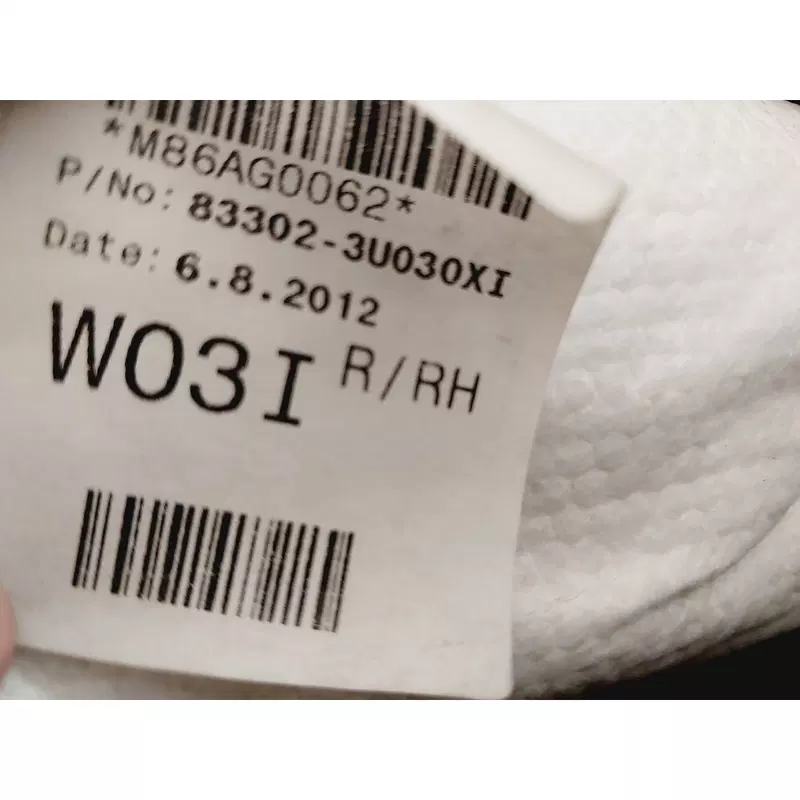 *M86AG0062*
P/No: 83302-3U030XI
Date: 6.8.2012
W03I R/RH